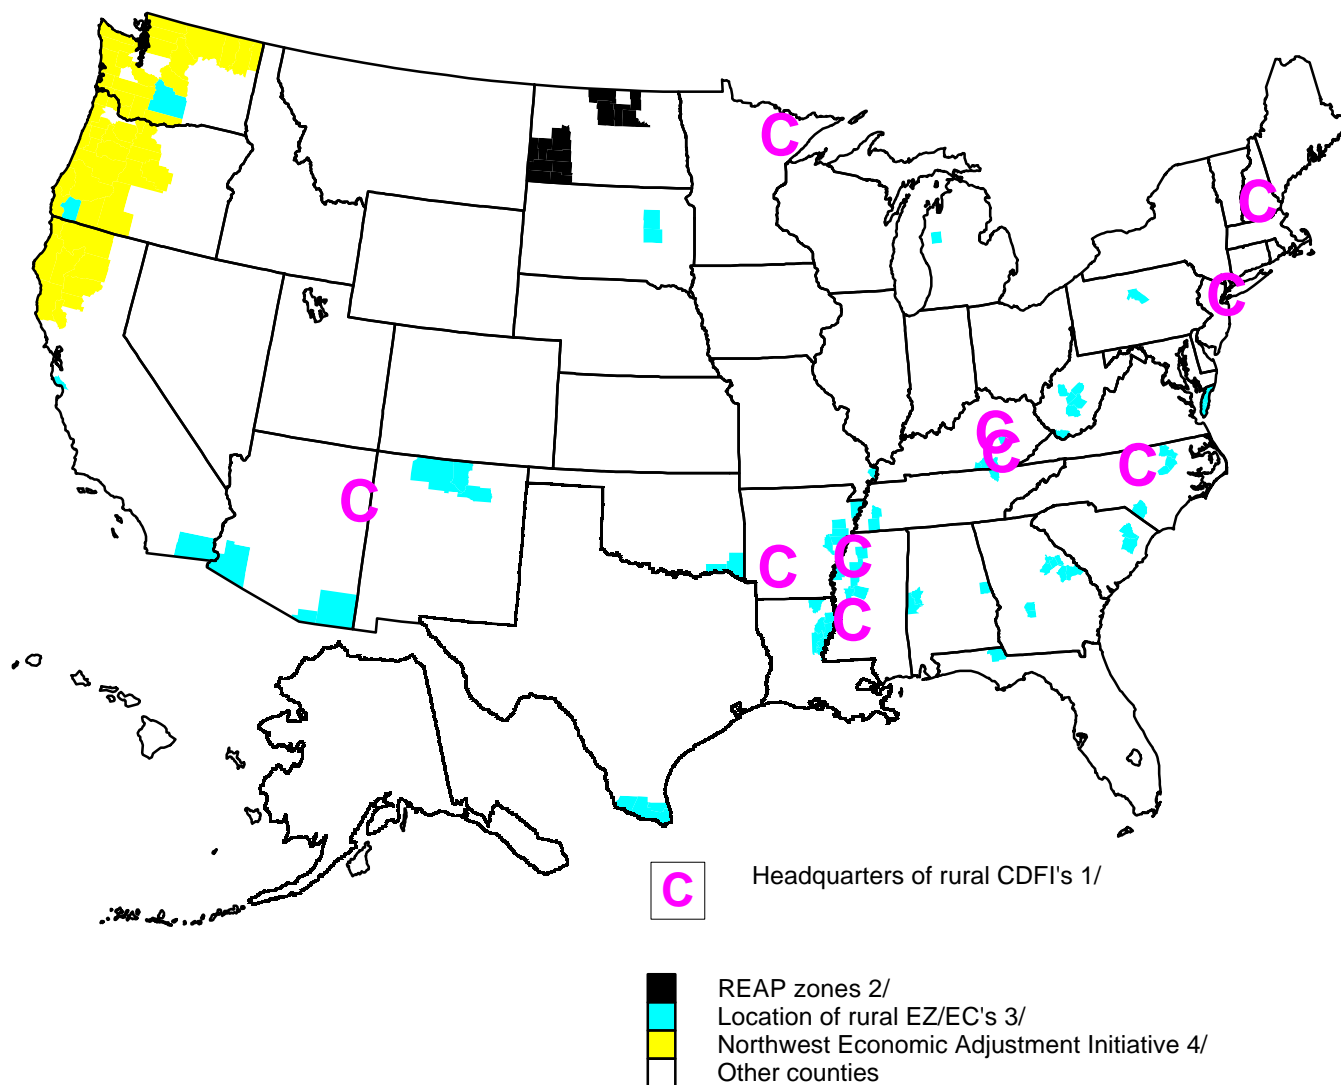 C
C
C
C
C
C
C
C
C
C
C Headquarters of rural CDFI's 1/
REAP zones 2/
Location of rural EZ/EC's 3/
Northwest Economic Adjustment Initiative 4/
Other counties